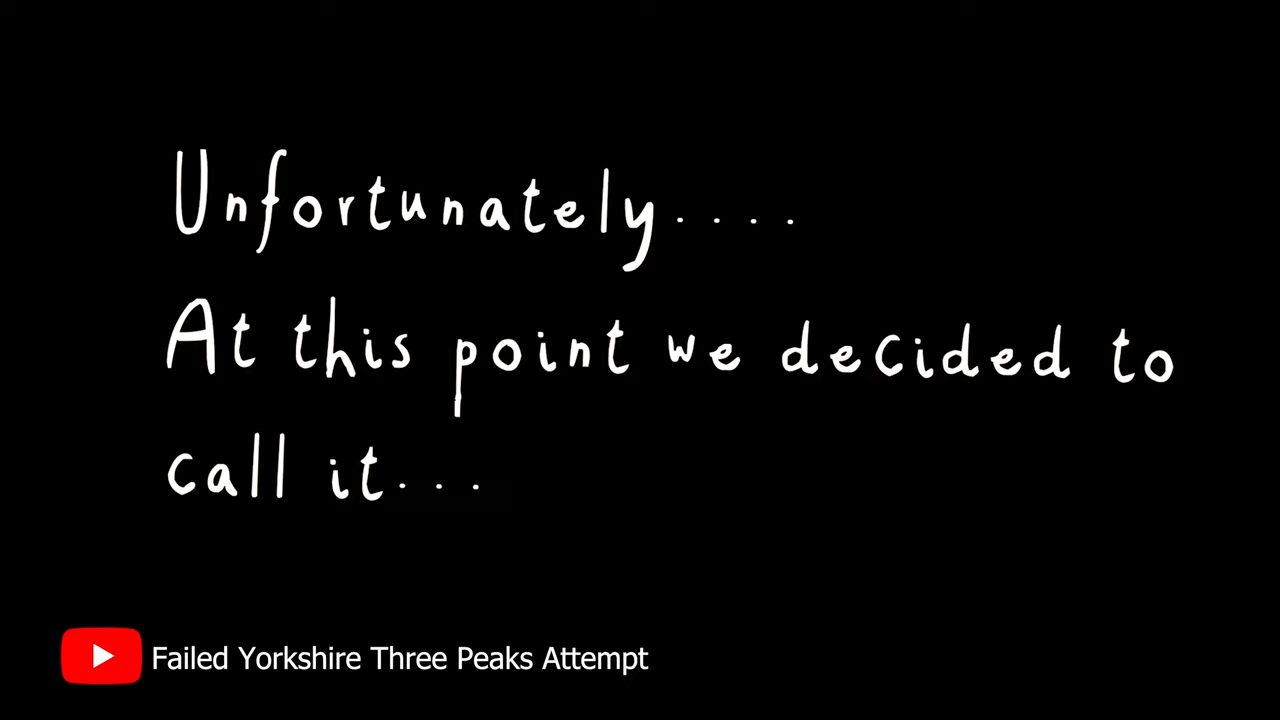 Unfortunately....
At this point we decided to
call it...
Failed Yorkshire Three Peaks Attempt